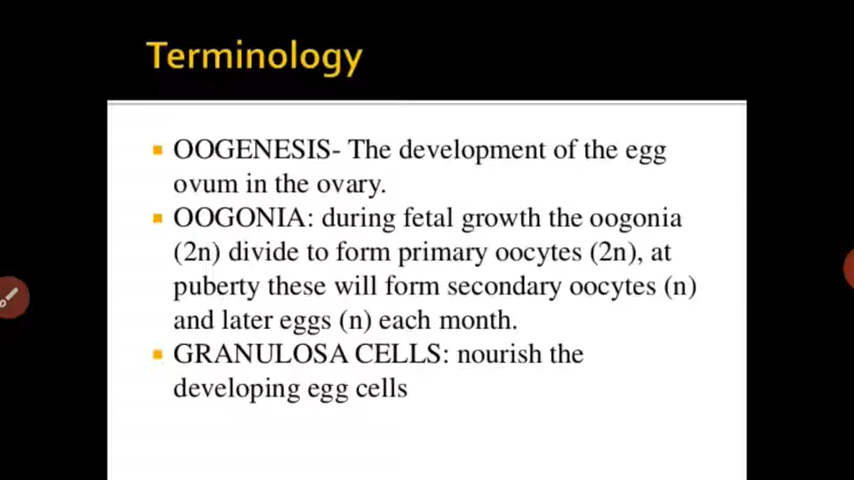 Terminology
OOGENESIS- The development of the egg
ovum in the ovary.
OOGONIA: during fetal growth the oogonia
(2n) divide to form primary oocytes (2n), at
puberty these will form secondary oocytes (n)
and later eggs (n) each month.
GRANULOSA CELLS: nourish the
developing egg cells